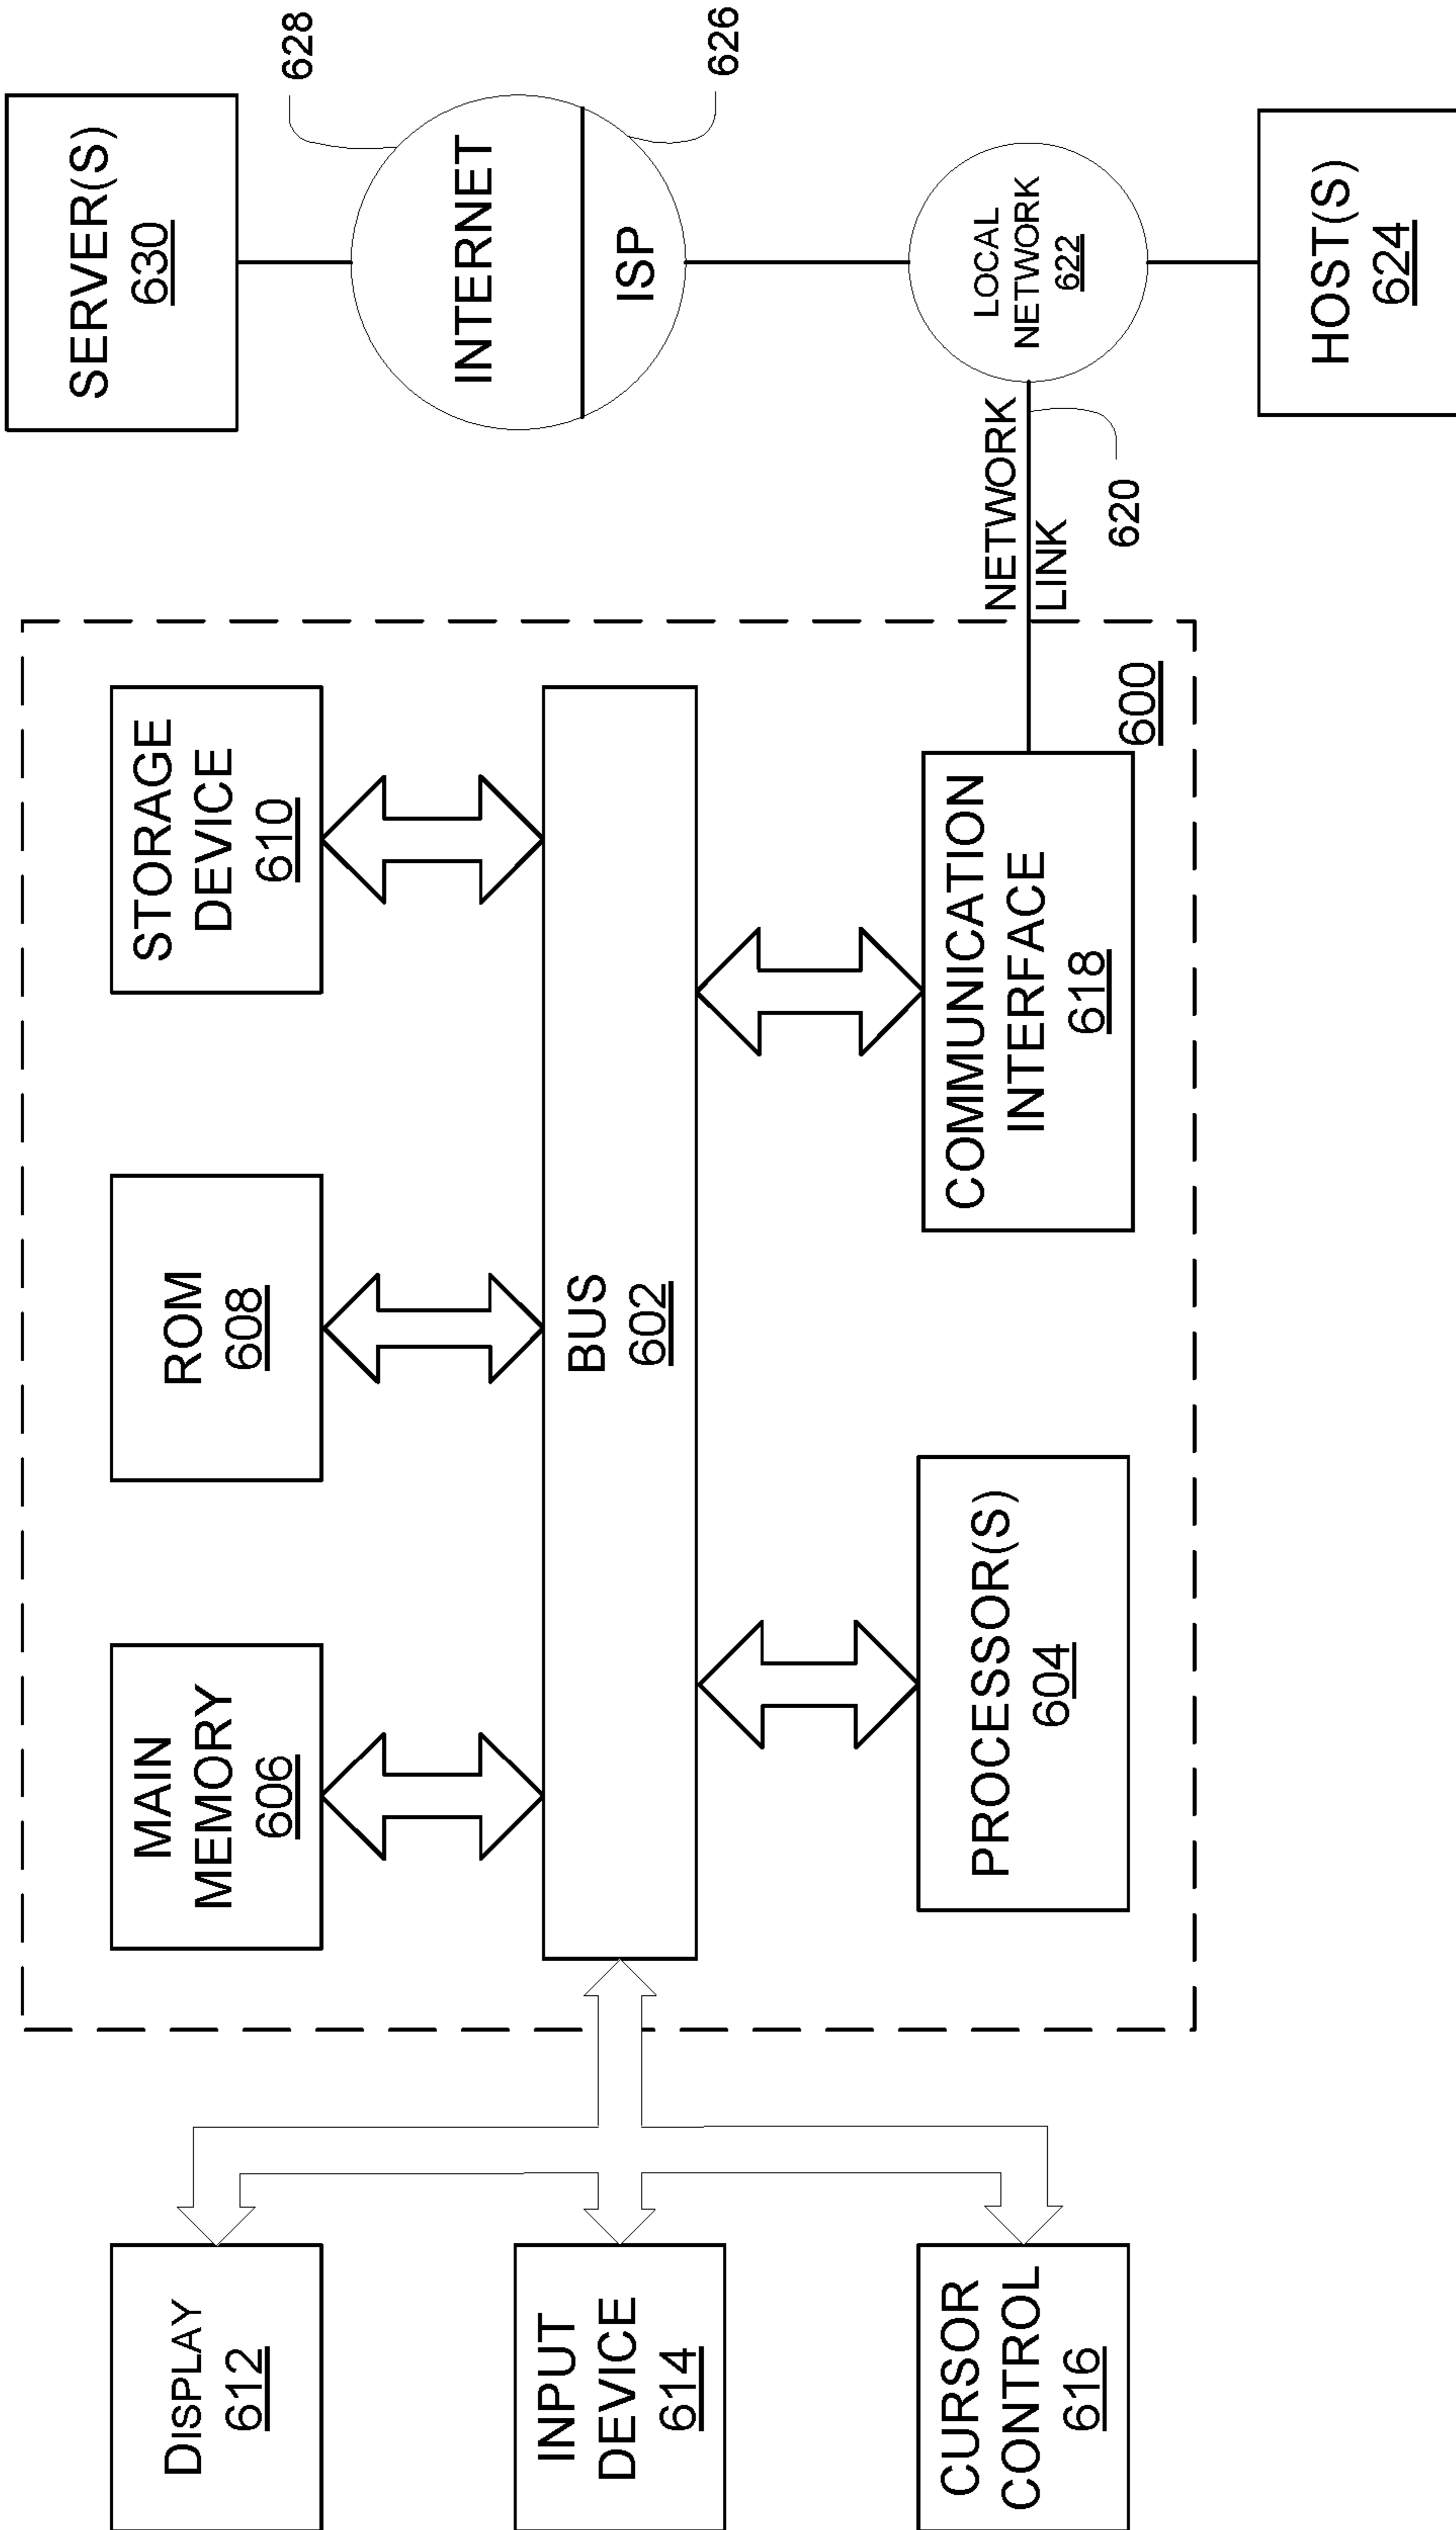 DISPLAY
612
INPUT
DEVICE
614
CURSOR
CONTROL
616
MAIN
MEMORY
606
ROM
608
STORAGE
DEVICE
610
BUS
602
PROCESSOR(S)
604
COMMUNICATION
INTERFACE
618
600
NETWORK
LINK
620
SERVER(S)
630
628
INTERNET
ISP
626
LOCAL
NETWORK
622
HOST(S)
624